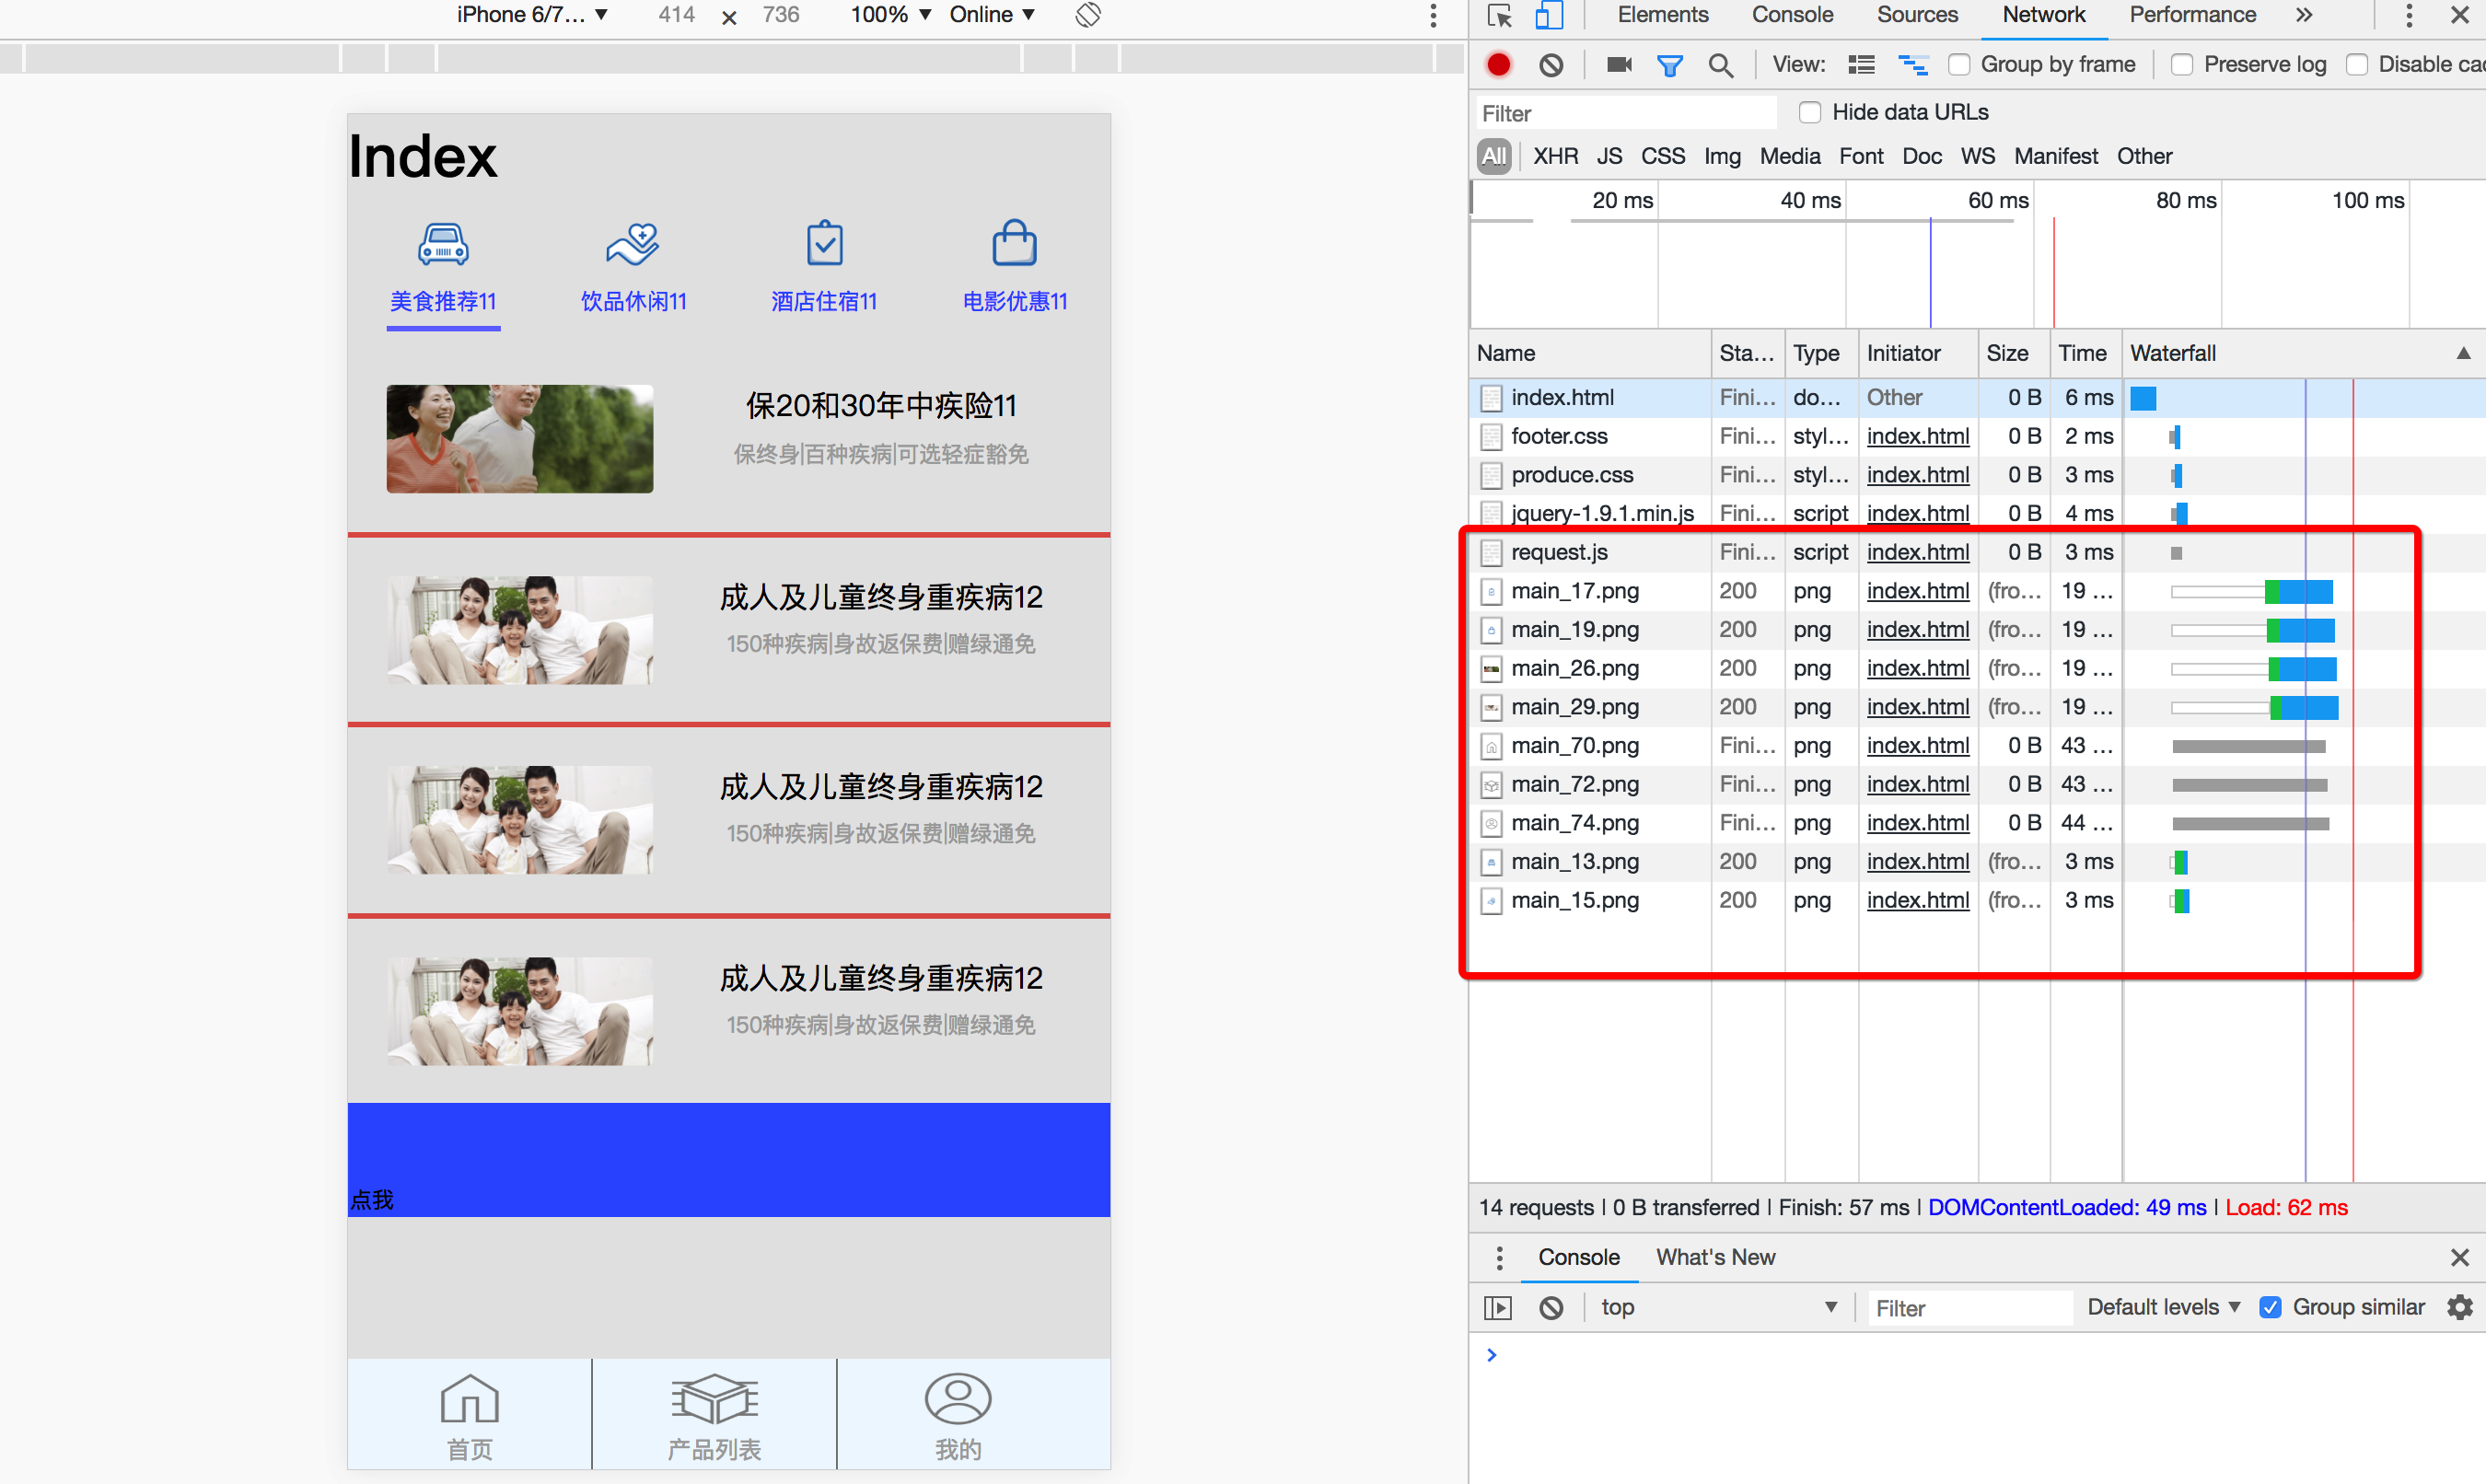 iPhone 6/7… ▼ 414 × 736 100% ▼ Online ▼
Index
美食推荐11 饮品休闲11 酒店住宿11 电影优惠11
保20和30年中疾险11
保终身|百种疾病|可选轻症豁免
成人及儿童终身重疾病12
150种疾病|身故返保费|赠绿通免
成人及儿童终身重疾病12
150种疾病|身故返保费|赠绿通免
成人及儿童终身重疾病12
150种疾病|身故返保费|赠绿通免
点我
首页 产品列表 我的
Elements Console Sources Network Performance »
View: Group by frame Preserve log Disable cac
Filter Hide data URLs
All XHR JS CSS Img Media Font Doc WS Manifest Other
20 ms 40 ms 60 ms 80 ms 100 ms
Name Sta… Type Initiator Size Time Waterfall ▲
index.html Fini… do… Other 0 B 6 ms
footer.css Fini… styl… index.html 0 B 2 ms
produce.css Fini… styl… index.html 0 B 3 ms
jquery-1.9.1.min.js Fini… script index.html 0 B 4 ms
request.js Fini… script index.html 0 B 3 ms
main_17.png 200 png index.html (fro… 19 …
main_19.png 200 png index.html (fro… 19 …
main_26.png 200 png index.html (fro… 19 …
main_29.png 200 png index.html (fro… 19 …
main_70.png Fini… png index.html 0 B 43 …
main_72.png Fini… png index.html 0 B 43 …
main_74.png Fini… png index.html 0 B 44 …
main_13.png 200 png index.html (fro… 3 ms
main_15.png 200 png index.html (fro… 3 ms
14 requests | 0 B transferred | Finish: 57 ms | DOMContentLoaded: 49 ms | Load: 62 ms
Console What's New
top ▼ Filter Default levels ▼ Group similar